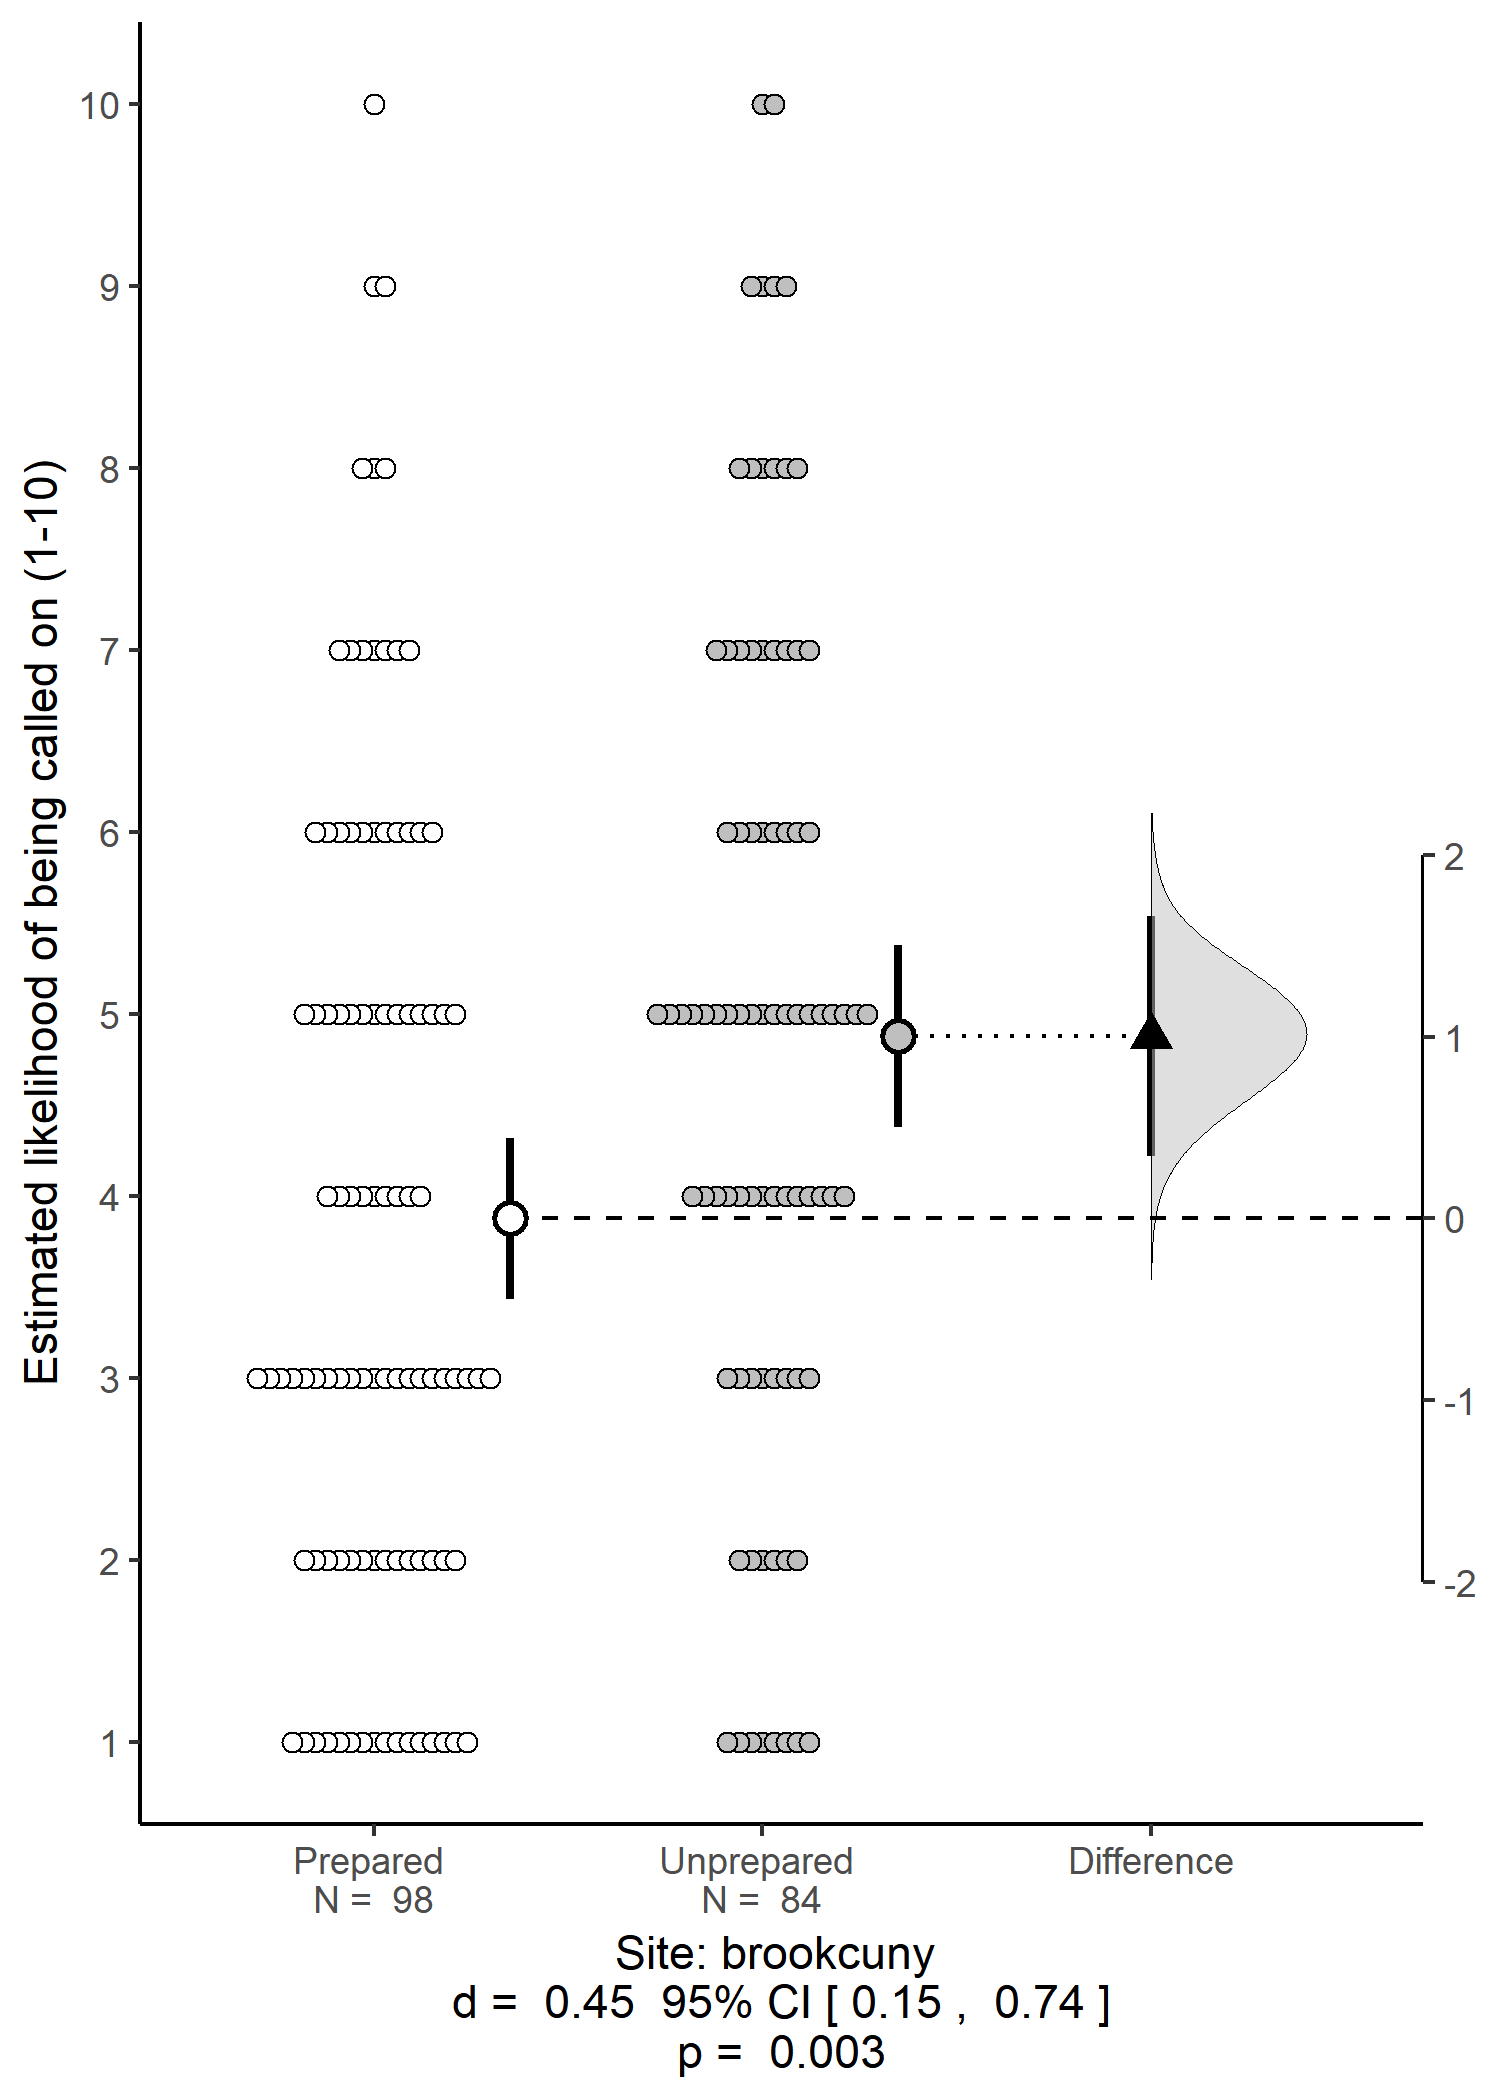 Estimated likelihood of being called on (1-10)
10
9
8
7
6
5
4
3
2
1
2
1
0
-1
-2
Prepared
N =  98
Unprepared
N =  84
Difference
Site: brookcuny
d =  0.45  95% CI [ 0.15 ,  0.74 ]
p =  0.003